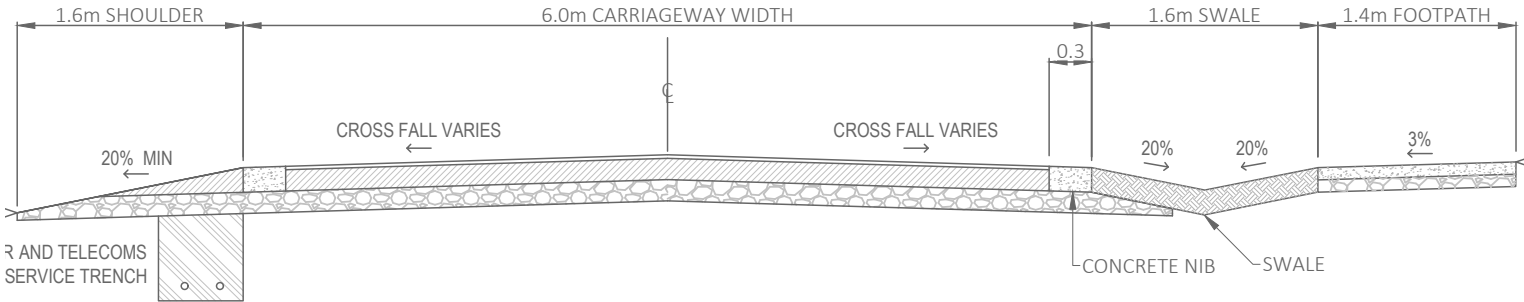 1.6m SHOULDER
6.0m CARRIAGEWAY WIDTH
1.6m SWALE
1.4m FOOTPATH
0.3
CL
CROSS FALL VARIES
CROSS FALL VARIES
20% MIN
20%
20%
3%
R AND TELECOMS
SERVICE TRENCH
CONCRETE NIB
SWALE